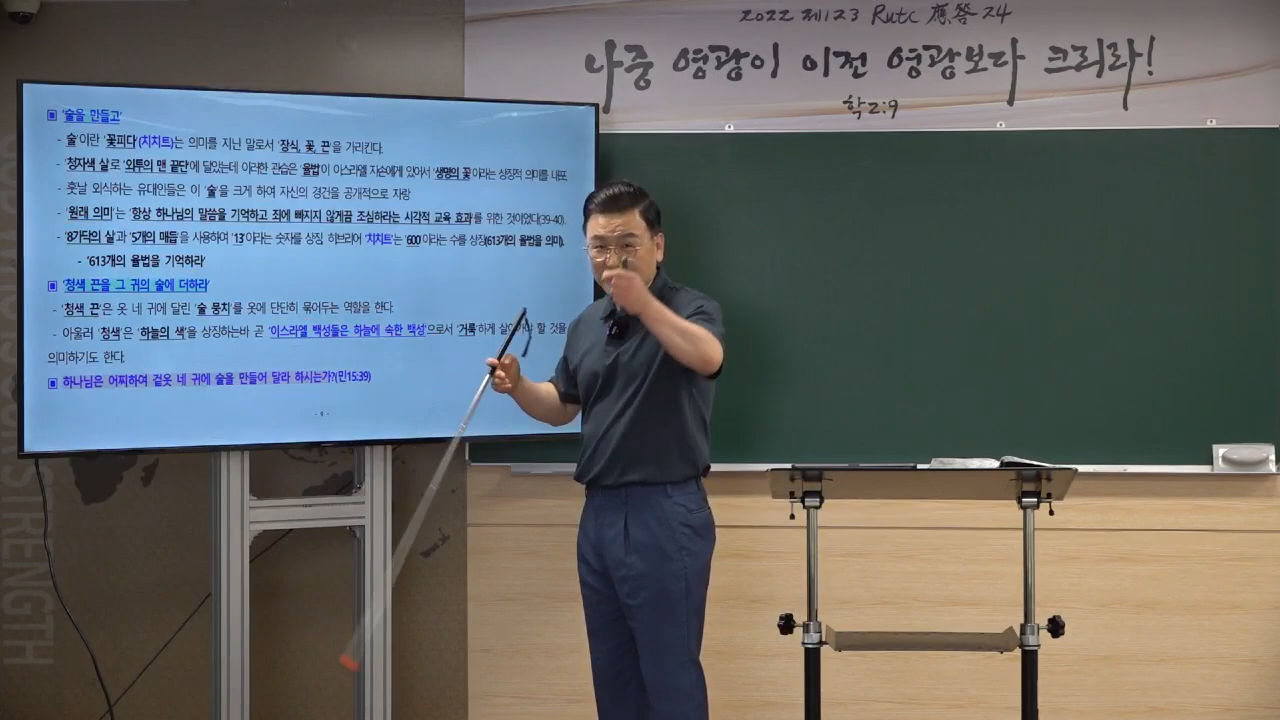 2022 제123 Rutc 應答 24
나중 영광이 이전 영광보다 크리라!
학2:9
▣ '술을 만들고'
- 술'이란 '꽃피다'(치치트)는 의미를 지닌 말로서 '장식, 꽃, 끈'을 가리킨다.
- '청자색 실'로 '외투의 맨 끝단'에 달았는데 이러한 관습은 '율법'이 이스라엘 자손에게 있어서 '생명의 꽃'이라는 상징적 의미를 내포
- 훗날 외식하는 유대인들은 이 '술'을 크게 하여 자신의 경건을 공개적으로 자랑
- '원래 의미'는 '항상 하나님의 말씀을 기억하고 죄에 빠지지 않게끔 조심하라는 시각적 교육 효과'를 위한 것이었다(39-40).
- '8가닥의 실'과 '5개의 매듭'을 사용하여 '13'이라는 숫자를 상징. 히브리어 '치치트'는 '600'이라는 수를 상징(613개의 율법을 의미).
- '613개의 율법을 기억하라'
▣ '청색 끈을 그 귀의 술에 더하라'
- '청색 끈'은 옷 네 귀에 달린 '술 뭉치'를 옷에 단단히 묶어두는 역할을 한다.
- 아울러 '청색'은 '하늘의 색'을 상징하는바 곧 '이스라엘 백성들은 하늘에 속한 백성'으로서 '거룩'하게 할 것을
의미하기도 한다.
▣ 하나님은 어찌하여 겉옷 네 귀에 술을 만들어 달라 하시는가?(민15:39)
STRENGTH